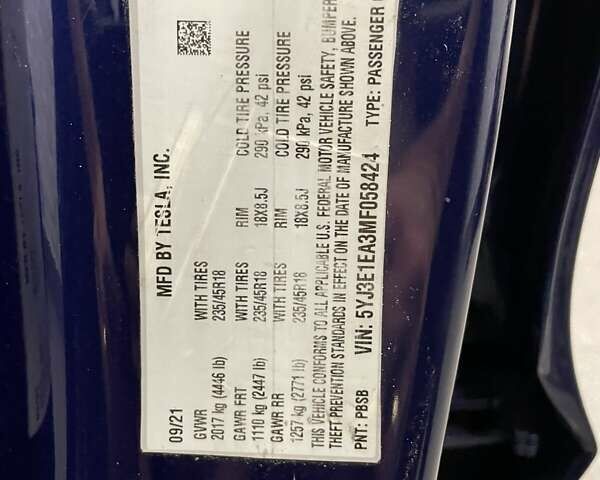 MFD BY TESLA, INC.
09/21
GVWR WITH TIRES RIM COLD TIRE PRESSURE
2017 kg (4446 lb) 235/45R18 18X8.5J 290 kPa, 42 psi
GAWR FRT WITH TIRES RIM COLD TIRE PRESSURE
1110 kg (2447 lb) 235/45R18 18X8.5J 290 kPa, 42 psi
GAWR RR
1257 kg (2771 lb) 235/45R18
THIS VEHICLE CONFORMS TO ALL APPLICABLE U.S. FEDERAL MOTOR VEHICLE SAFETY, BUMPER
THEFT PREVENTION STANDARDS IN EFFECT ON THE DATE OF MANUFACTURE SHOWN ABOVE.
PNT: PBSB VIN: 5YJ3E1EA3MF058424 TYPE: PASSENGER